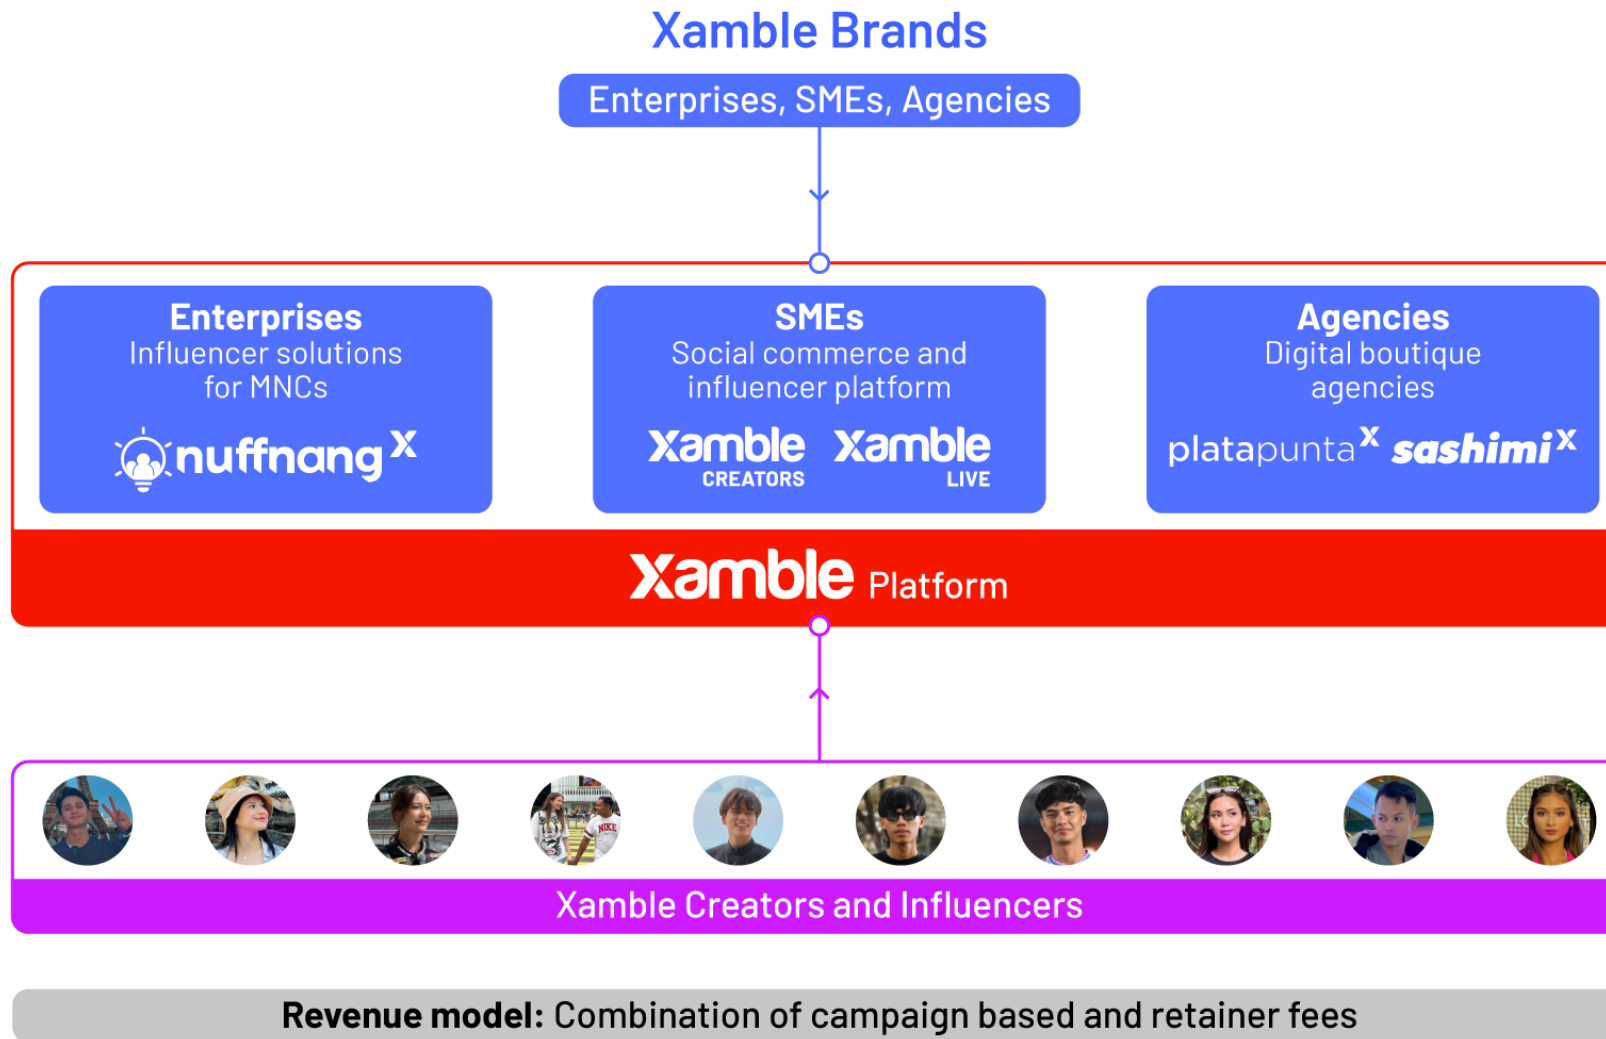 Xamble Brands
Enterprises, SMEs, Agencies
Enterprises
Influencer solutions
for MNCs
nuffnang X
SMEs
Social commerce and
influencer platform
Xamble CREATORS
Xamble LIVE
Agencies
Digital boutique
agencies
platapunta X
sashimi X
Xamble Platform
NIKE
Xamble Creators and Influencers
Revenue model: Combination of campaign based and retainer fees